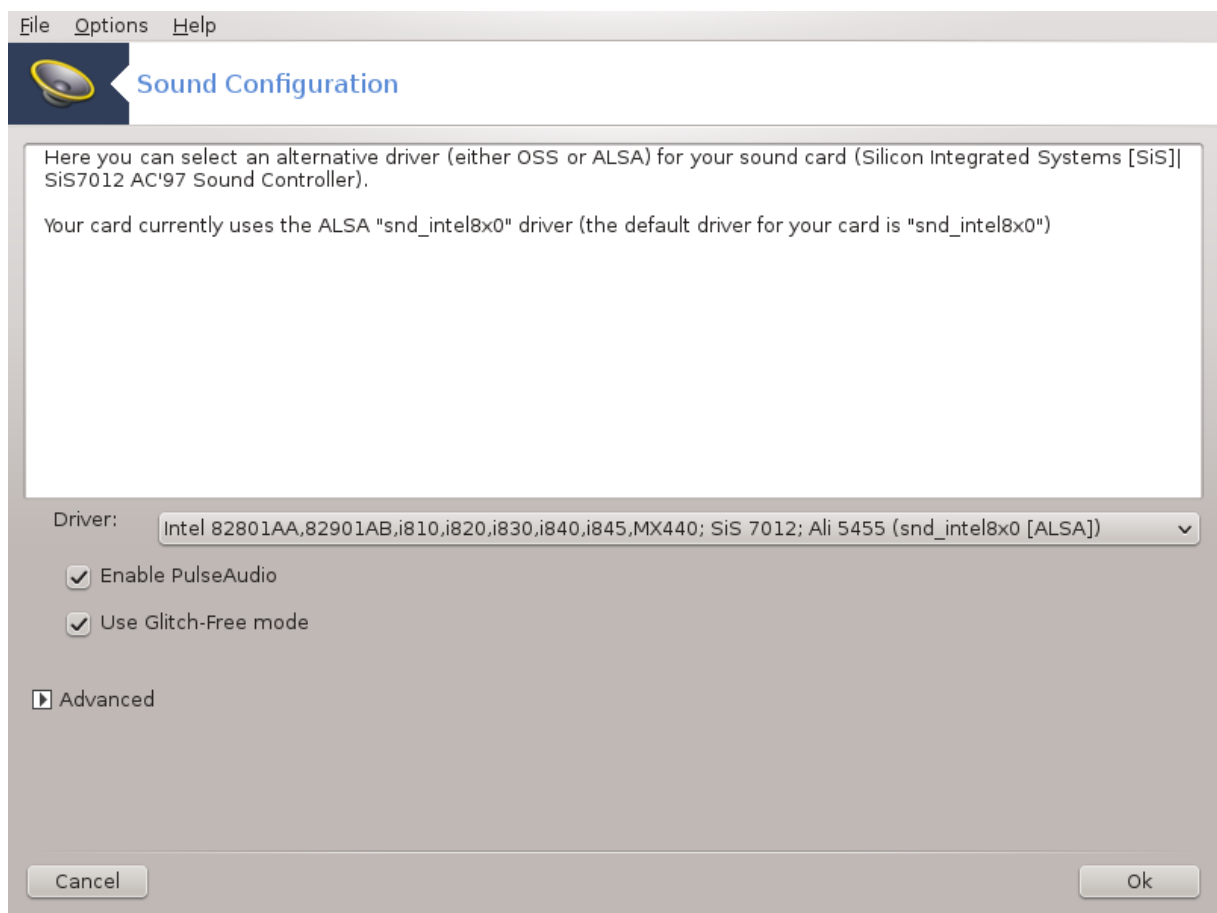 File Options Help
Sound Configuration
Here you can select an alternative driver (either OSS or ALSA) for your sound card (Silicon Integrated Systems [SiS]|
SiS7012 AC'97 Sound Controller).
Your card currently uses the ALSA "snd_intel8x0" driver (the default driver for your card is "snd_intel8x0")
Driver:
Intel 82801AA,82901AB,i810,i820,i830,i840,i845,MX440; SiS 7012; Ali 5455 (snd_intel8x0 [ALSA])
Enable PulseAudio
Use Glitch-Free mode
Advanced
Cancel
Ok